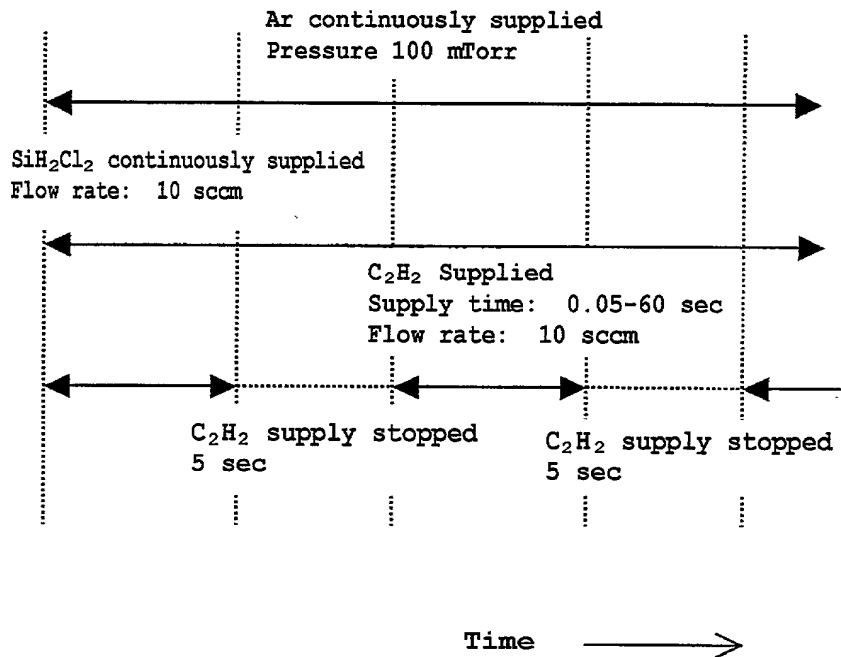 Ar continuously supplied
Pressure 100 mTorr
SiH₂Cl₂ continuously supplied
Flow rate: 10 sccm
C₂H₂ Supplied
Supply time: 0.05-60 sec
Flow rate: 10 sccm
C₂H₂ supply stopped
5 sec
C₂H₂ supply stopped
5 sec
Time